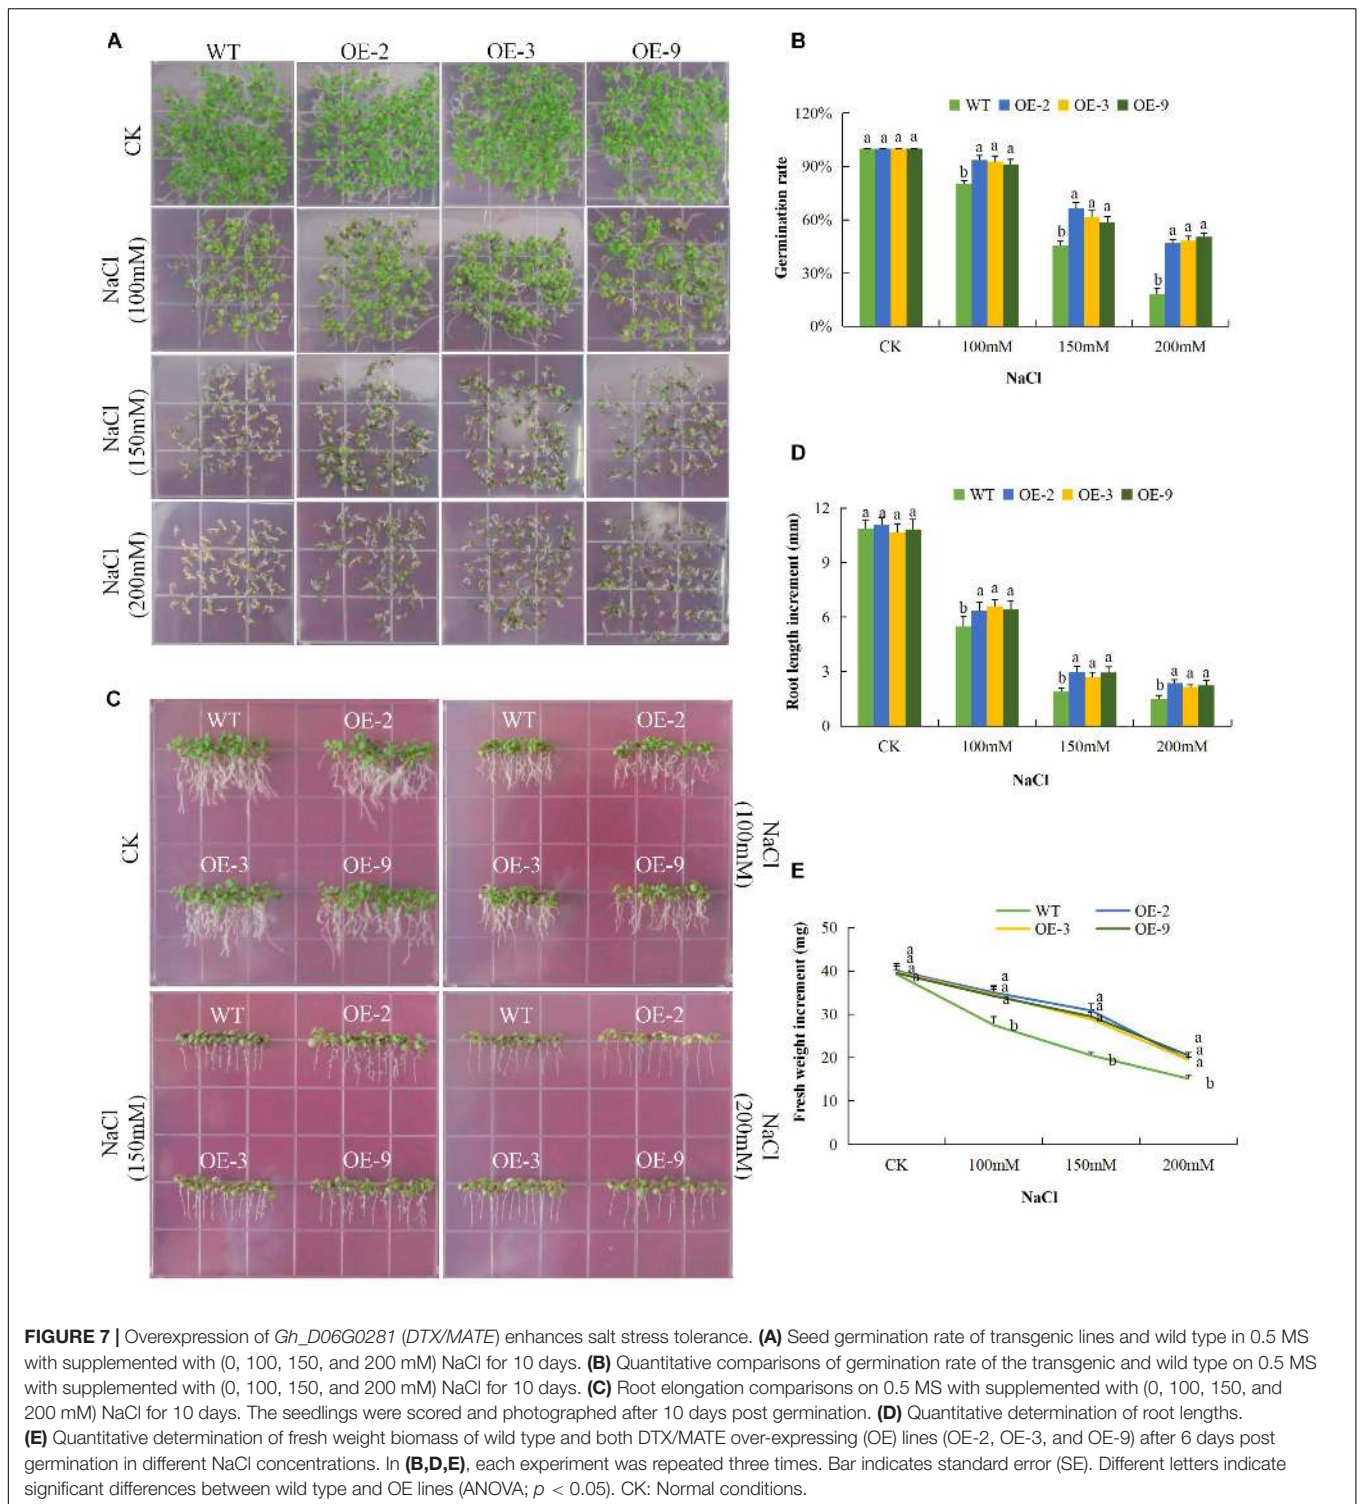 A
WT OE-2 OE-3 OE-9
CK
NaCl
(100mM)
NaCl
(150mM)
NaCl
(200mM)
B
WT OE-2 OE-3 OE-9
120%
90%
60%
30%
0%
Germination rate
a a a a
b a a a
b a a a
b a a a
CK 100mM 150mM 200mM
NaCl
C
WT OE-2
OE-3 OE-9
CK
WT OE-2
OE-3 OE-9
NaCl
(100mM)
WT OE-2
OE-3 OE-9
NaCl
(150mM)
WT OE-2
OE-3 OE-9
NaCl
(200mM)
D
WT OE-2 OE-3 OE-9
12
9
6
3
0
Root length increment (mm)
a a a a
b a a a
b a a a
b a a a
CK 100mM 150mM 200mM
NaCl
E
WT OE-2
OE-3 OE-9
50
40
30
20
10
0
Fresh weight increment (mg)
a
a
a
a
a
a
a
b
a
a
a
b
a
a
a
b
CK 100mM 150mM 200mM
NaCl
FIGURE 7 | Overexpression of Gh_D06G0281 (DTX/MATE) enhances salt stress tolerance. (A) Seed germination rate of transgenic lines and wild type in 0.5 MS
with supplemented with (0, 100, 150, and 200 mM) NaCl for 10 days. (B) Quantitative comparisons of germination rate of the transgenic and wild type on 0.5 MS
with supplemented with (0, 100, 150, and 200 mM) NaCl for 10 days. (C) Root elongation comparisons on 0.5 MS with supplemented with (0, 100, 150, and
200 mM) NaCl for 10 days. The seedlings were scored and photographed after 10 days post germination. (D) Quantitative determination of root lengths.
(E) Quantitative determination of fresh weight biomass of wild type and both DTX/MATE over-expressing (OE) lines (OE-2, OE-3, and OE-9) after 6 days post
germination in different NaCl concentrations. In (B,D,E), each experiment was repeated three times. Bar indicates standard error (SE). Different letters indicate
significant differences between wild type and OE lines (ANOVA; p < 0.05). CK: Normal conditions.